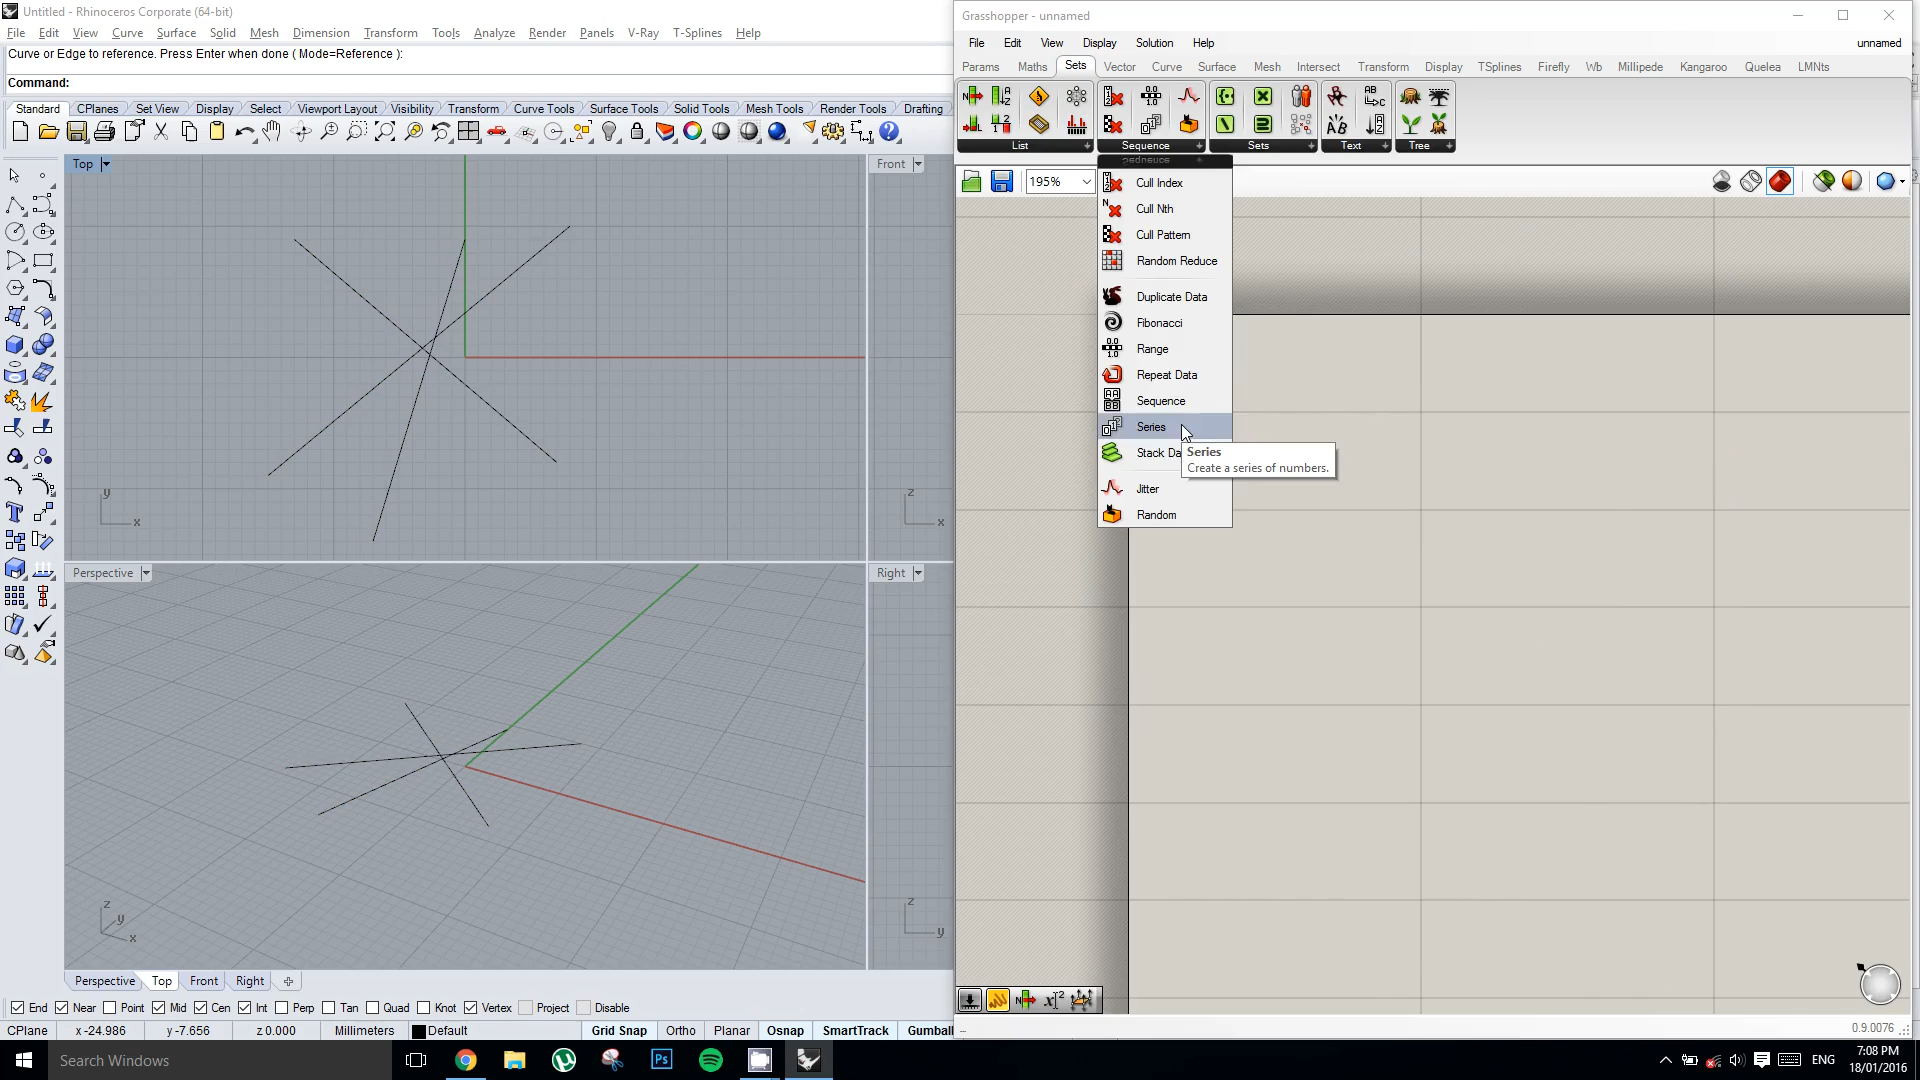 Untitled - Rhinoceros Corporate (64-bit)
File Edit View Curve Surface Solid Mesh Dimension Transform Tools Analyze Render Panels V-Ray T-Splines Help
Curve or Edge to reference. Press Enter when done ( Mode=Reference ):
Command:
Standard CPlanes Set View Display Select Viewport Layout Visibility Transform Curve Tools Surface Tools Solid Tools Mesh Tools Render Tools Drafting
Top
Front
y
x
z
x
Perspective
Right
z
y
x
z
y
Perspective Top Front Right
End Near Point Mid Cen Int Perp Tan Quad Knot Vertex Project Disable
CPlane x -24.986 y -7.656 z 0.000 Millimeters Default Grid Snap Ortho Planar Osnap SmartTrack Gumball
Grasshopper - unnamed
File Edit View Display Solution Help unnamed
Params Maths Sets Vector Curve Surface Mesh Intersect Transform Display TSplines Firefly Wb Millipede Kangaroo Quelea LMNts
List Sequence Sets Text Tree
Sequence
195%
Cull Index
Cull Nth
Cull Pattern
Random Reduce
Duplicate Data
Fibonacci
Range
Repeat Data
Sequence
Series
Stack Da
Series
Create a series of numbers.
Jitter
Random
0.9.0076
Search Windows
ENG
7:08 PM
18/01/2016